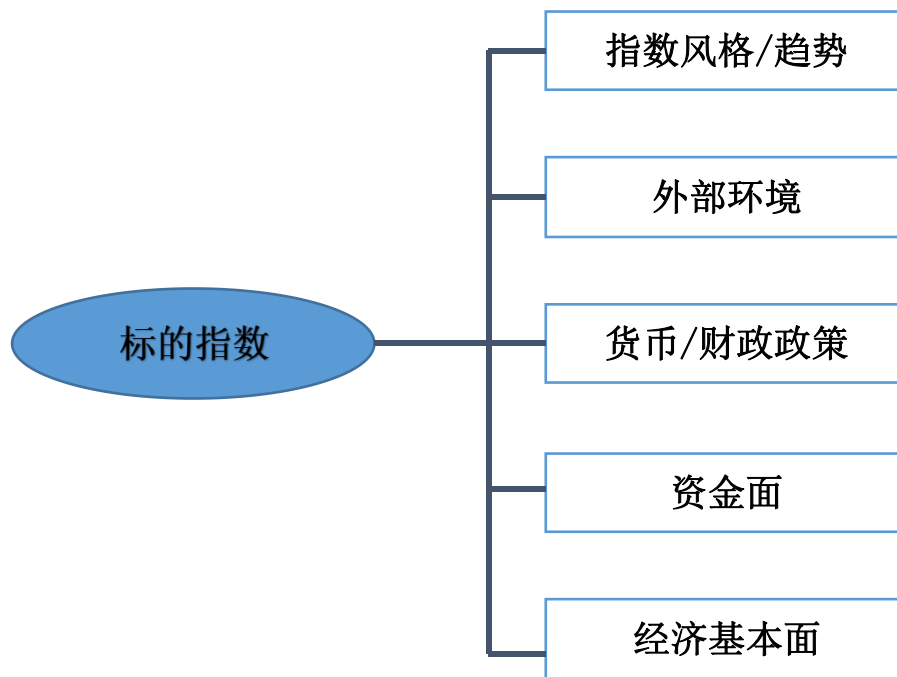 指数风格/趋势
外部环境
标的指数
货币/财政政策
资金面
经济基本面